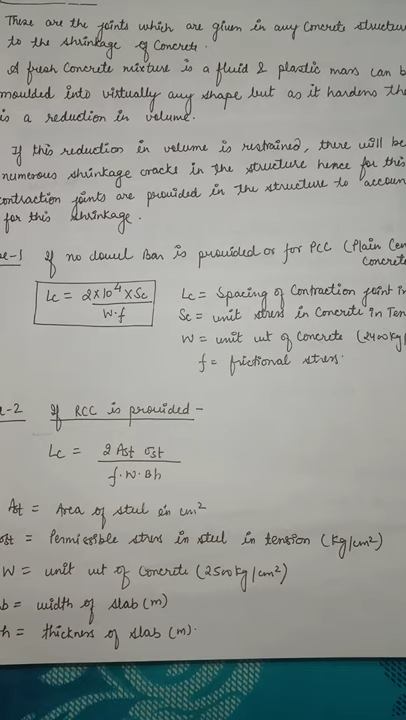 These are the joints which are given in any Concrete structure
to the shrinkage of Concrete.
A fresh Concrete mixture is a fluid & plastic mass can be
moulded into virtually any shape but as it hardens the
is a reduction in volume.
If this reduction in volume is restrained, there will be
numerous shrinkage cracks in the structure hence for this
contraction joints are provided in the structure to accoun
for this shrinkage.
se-1 If no dowel Bar is provided or for PCC (Plain Cem
Concrete
Lc = 2×10⁴×Sc / W.f
Lc = Spacing of Contraction joint in
Sc = unit stress in Concrete in Ten
W = unit wt of Concrete (2400kg/
f = frictional stress.
-2 If RCC is provided -
Lc = 2 Ast σst / f.W.Bh
Ast = Area of steel in cm²
σst = Permissible stress in steel in tension (Kg/cm²)
W = unit wt of Concrete (2500kg/cm²)
b = width of slab (m)
h = thickness of slab (m).